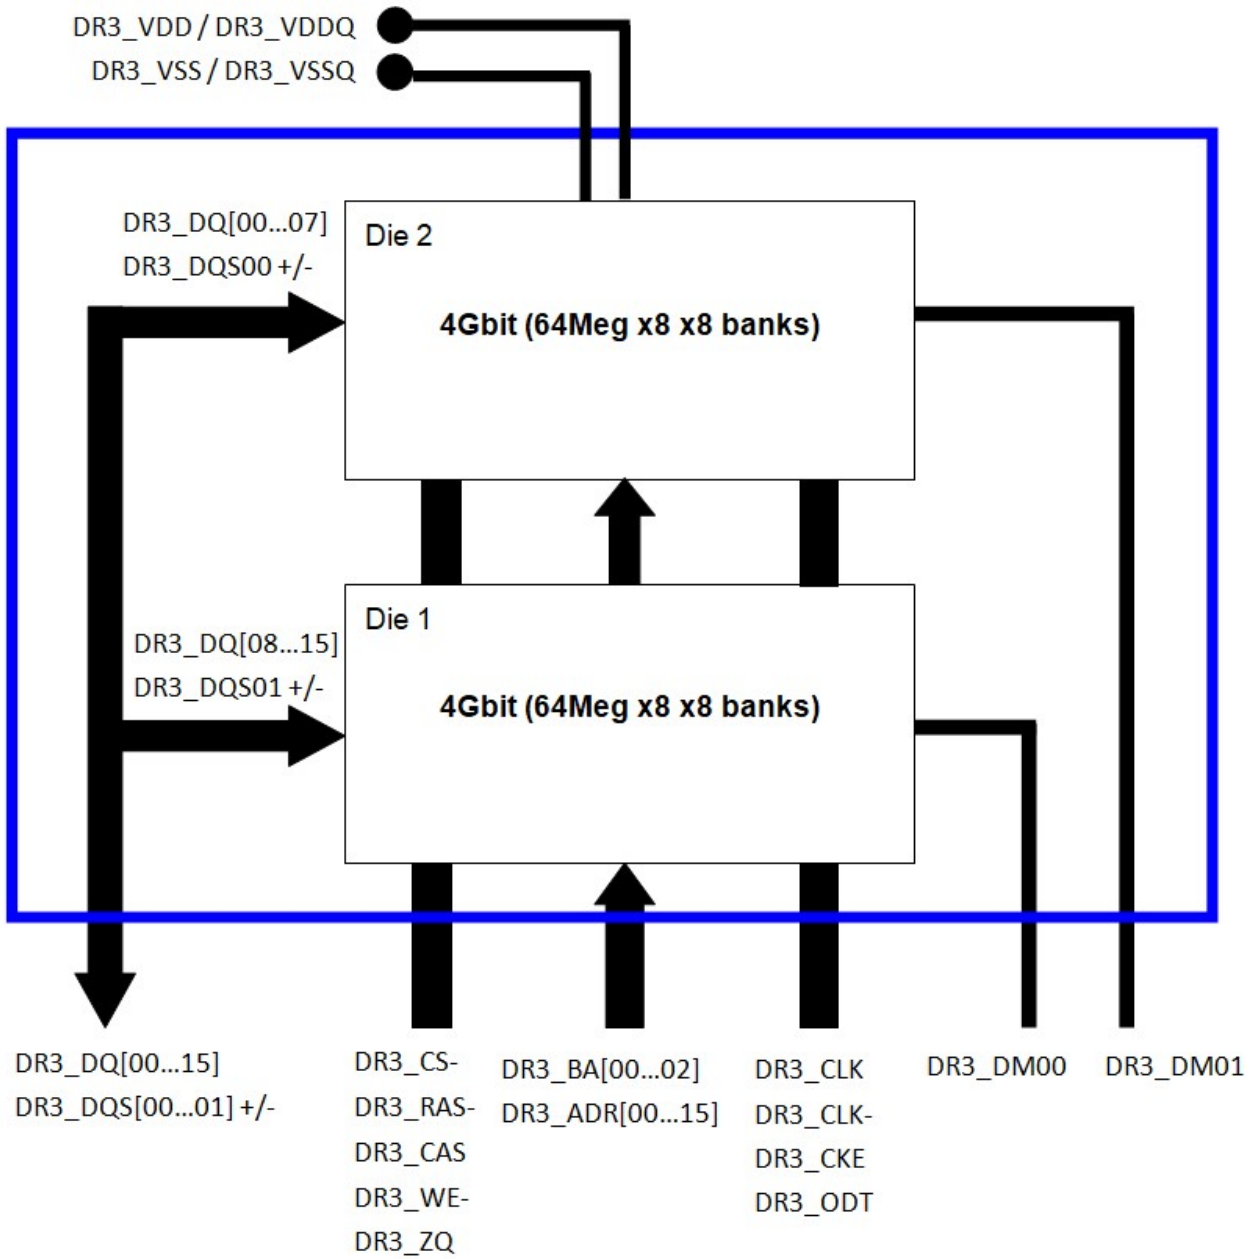 DR3_VDD / DR3_VDDQ
DR3_VSS / DR3_VSSQ
DR3_DQ[00...07]
DR3_DQS00 +/-
Die 2
4Gbit (64Meg x8 x8 banks)
DR3_DQ[08...15]
DR3_DQS01 +/-
Die 1
4Gbit (64Meg x8 x8 banks)
DR3_DQ[00...15]
DR3_DQS[00...01] +/-
DR3_CS-
DR3_RAS-
DR3_CAS
DR3_WE-
DR3_ZQ
DR3_BA[00...02]
DR3_ADR[00...15]
DR3_CLK
DR3_CLK-
DR3_CKE
DR3_ODT
DR3_DM00
DR3_DM01